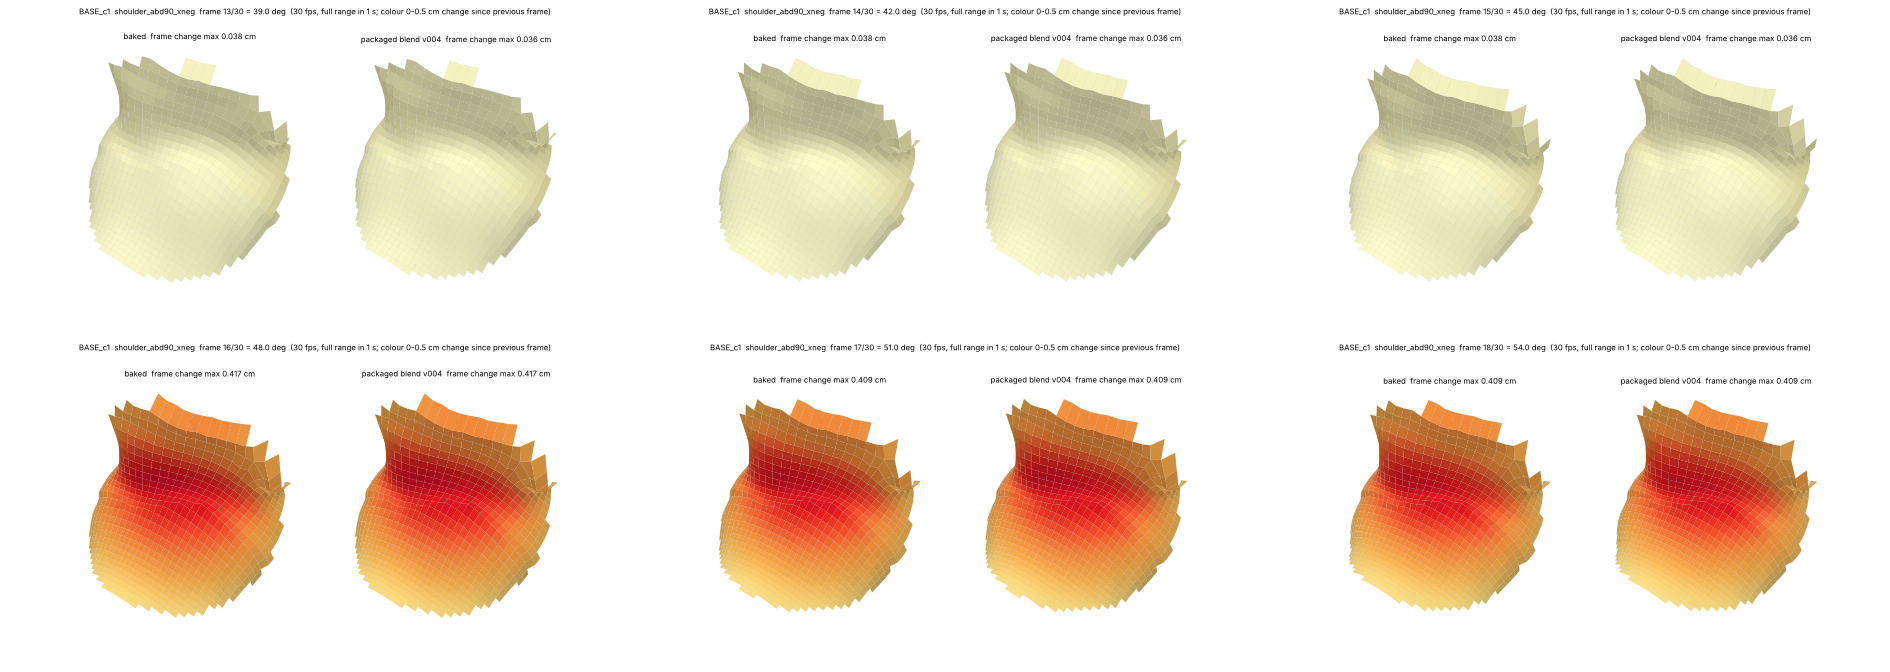 BASE_c1 shoulder_abd90_xneg frame 13/30 = 39.0 deg (30 fps, full range in 1 s; colour 0-0.5 cm change since previous frame)
baked frame change max 0.038 cm
packaged blend v004 frame change max 0.036 cm
BASE_c1 shoulder_abd90_xneg frame 14/30 = 42.0 deg (30 fps, full range in 1 s; colour 0-0.5 cm change since previous frame)
baked frame change max 0.038 cm
packaged blend v004 frame change max 0.036 cm
BASE_c1 shoulder_abd90_xneg frame 15/30 = 45.0 deg (30 fps, full range in 1 s; colour 0-0.5 cm change since previous frame)
baked frame change max 0.038 cm
packaged blend v004 frame change max 0.036 cm
BASE_c1 shoulder_abd90_xneg frame 16/30 = 48.0 deg (30 fps, full range in 1 s; colour 0-0.5 cm change since previous frame)
baked frame change max 0.417 cm
packaged blend v004 frame change max 0.417 cm
BASE_c1 shoulder_abd90_xneg frame 17/30 = 51.0 deg (30 fps, full range in 1 s; colour 0-0.5 cm change since previous frame)
baked frame change max 0.409 cm
packaged blend v004 frame change max 0.409 cm
BASE_c1 shoulder_abd90_xneg frame 18/30 = 54.0 deg (30 fps, full range in 1 s; colour 0-0.5 cm change since previous frame)
baked frame change max 0.409 cm
packaged blend v004 frame change max 0.409 cm